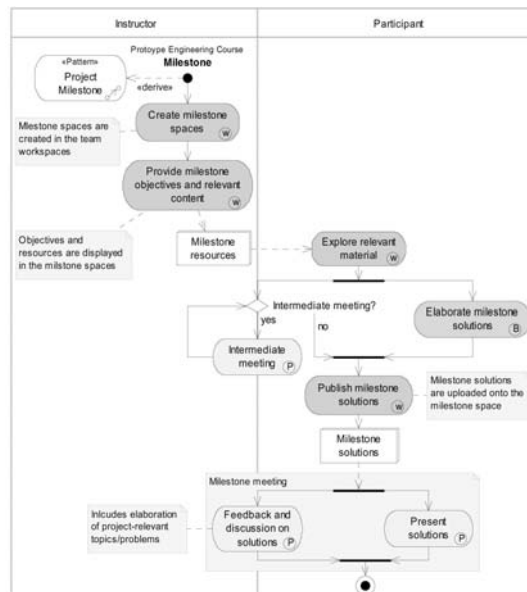 Instructor
Participant
«Pattern»
Project
Milestone
Protoype Engineering Course
Milestone
«derive»
Create milestone
spaces
W
Mlestone spaces are
created in the team
workspaces
Provide milestone
objectives and relevant
content
W
Objectives and
resources are displayed
in the milstone spaces
Milestone
resources
Explore relevant
material
W
Intermediate meeting?
yes
no
Elaborate milestone
solutions
B
Intermediate
meeting
P
Publish milestone
solutions
W
Milestone solutions
are uploaded onto the
milestone space
Milestone
solutions
Milestone meeting
Inlcudes elaboration
of project-relevant
topics/problems
Feedback and
discussion on
solutions
P
Present
solutions
P